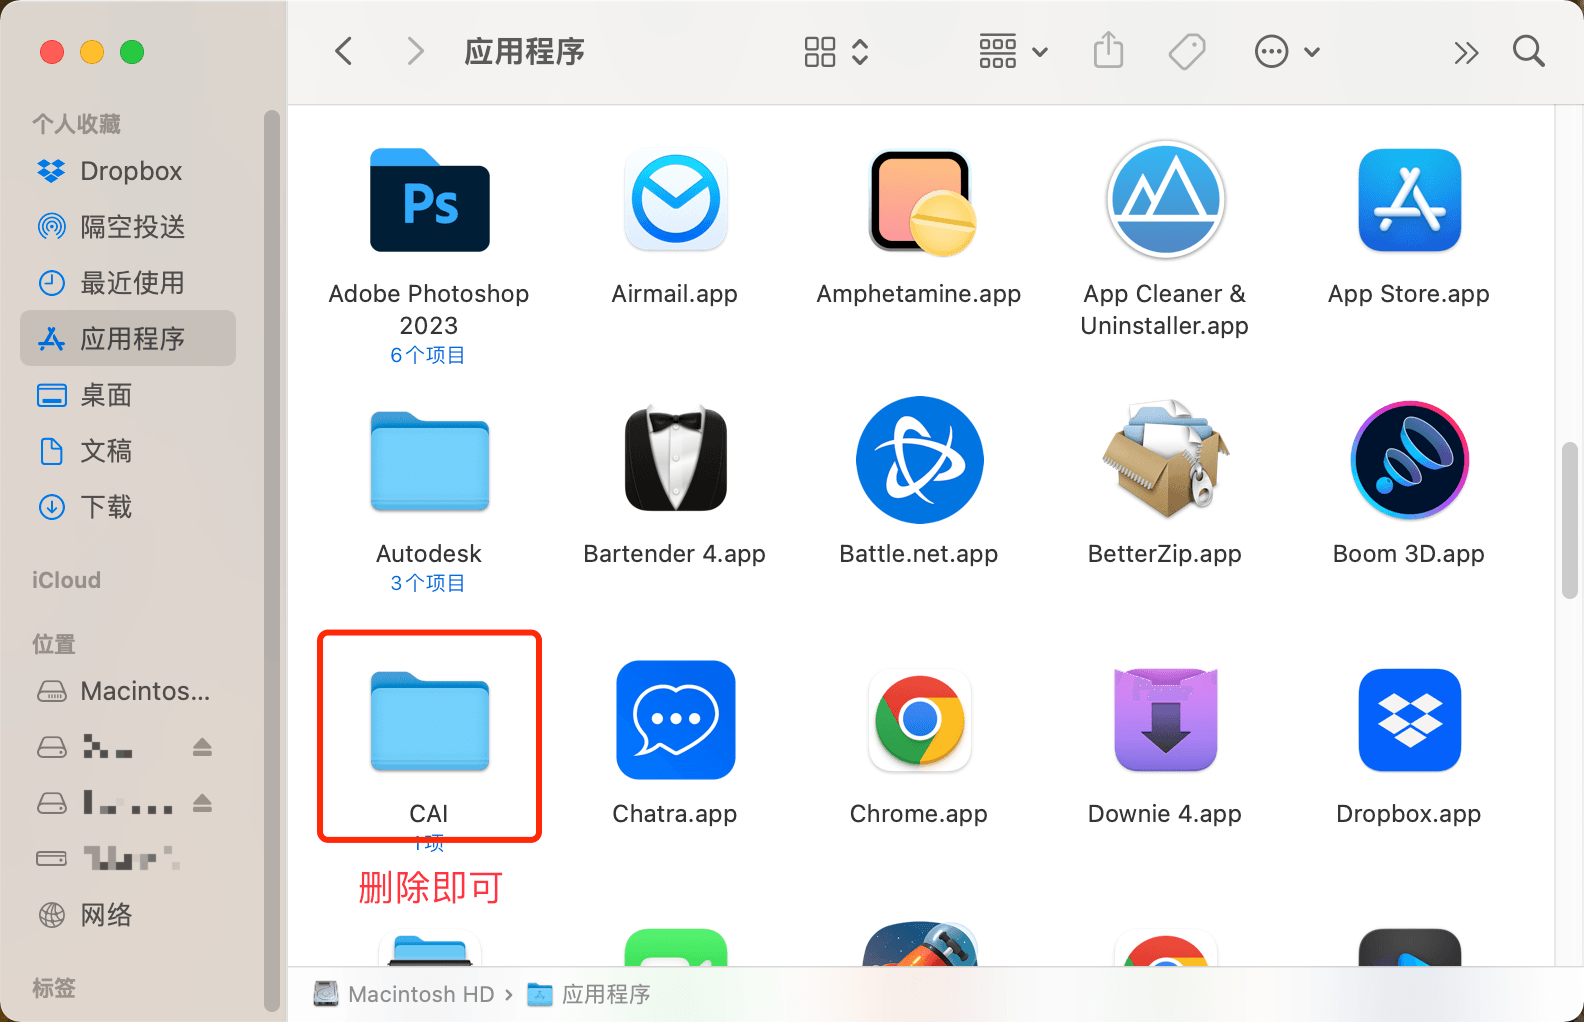 应用程序
个人收藏
Dropbox
隔空投送
最近使用
应用程序
桌面
文稿
下载
iCloud
位置
Macintos...
网络
标签
Ps
Adobe Photoshop
2023
6个项目
Airmail.app
Amphetamine.app
App Cleaner &
Uninstaller.app
App Store.app
Autodesk
3个项目
Bartender 4.app
Battle.net.app
BetterZip.app
Boom 3D.app
CAI
1项
删除即可
Chatra.app
Chrome.app
Downie 4.app
Dropbox.app
Macintosh HD › 应用程序